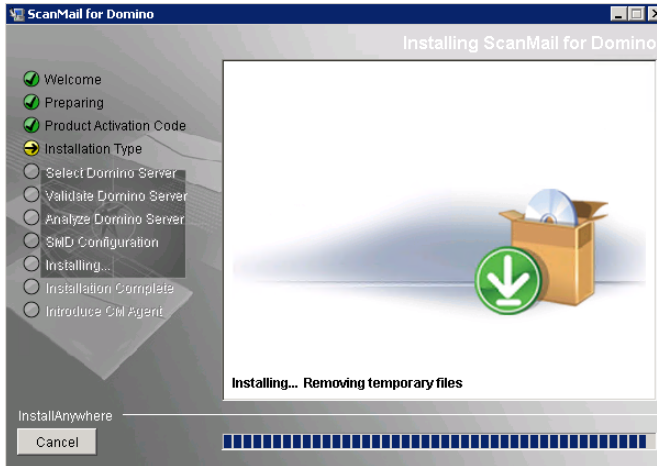 ScanMail for Domino
Installing ScanMail for Domino
Welcome
Preparing
Product Activation Code
Installation Type
Select Domino Server
Validate Domino Server
Analyze Domino Server
SMD Configuration
Installing...
Installation Complete
Introduce CM Agent
Installing... Removing temporary files
InstallAnywhere
Cancel